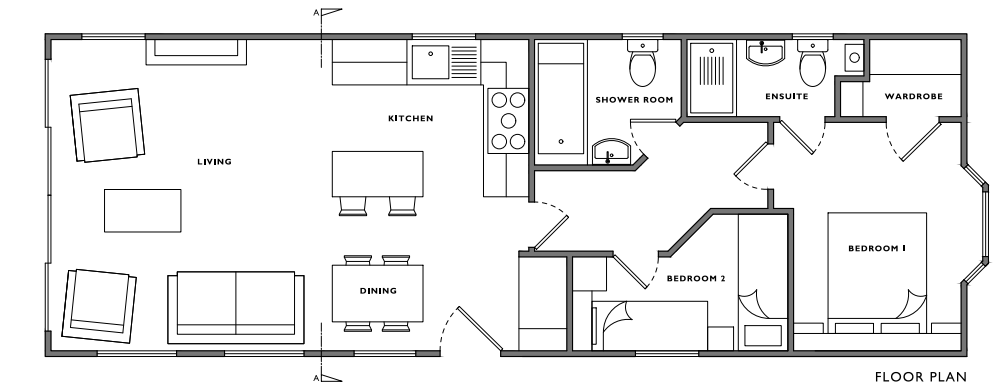 A
SHOWER ROOM
ENSUITE
WARDROBE
KITCHEN
LIVING
BEDROOM 1
BEDROOM 2
DINING
A
FLOOR PLAN